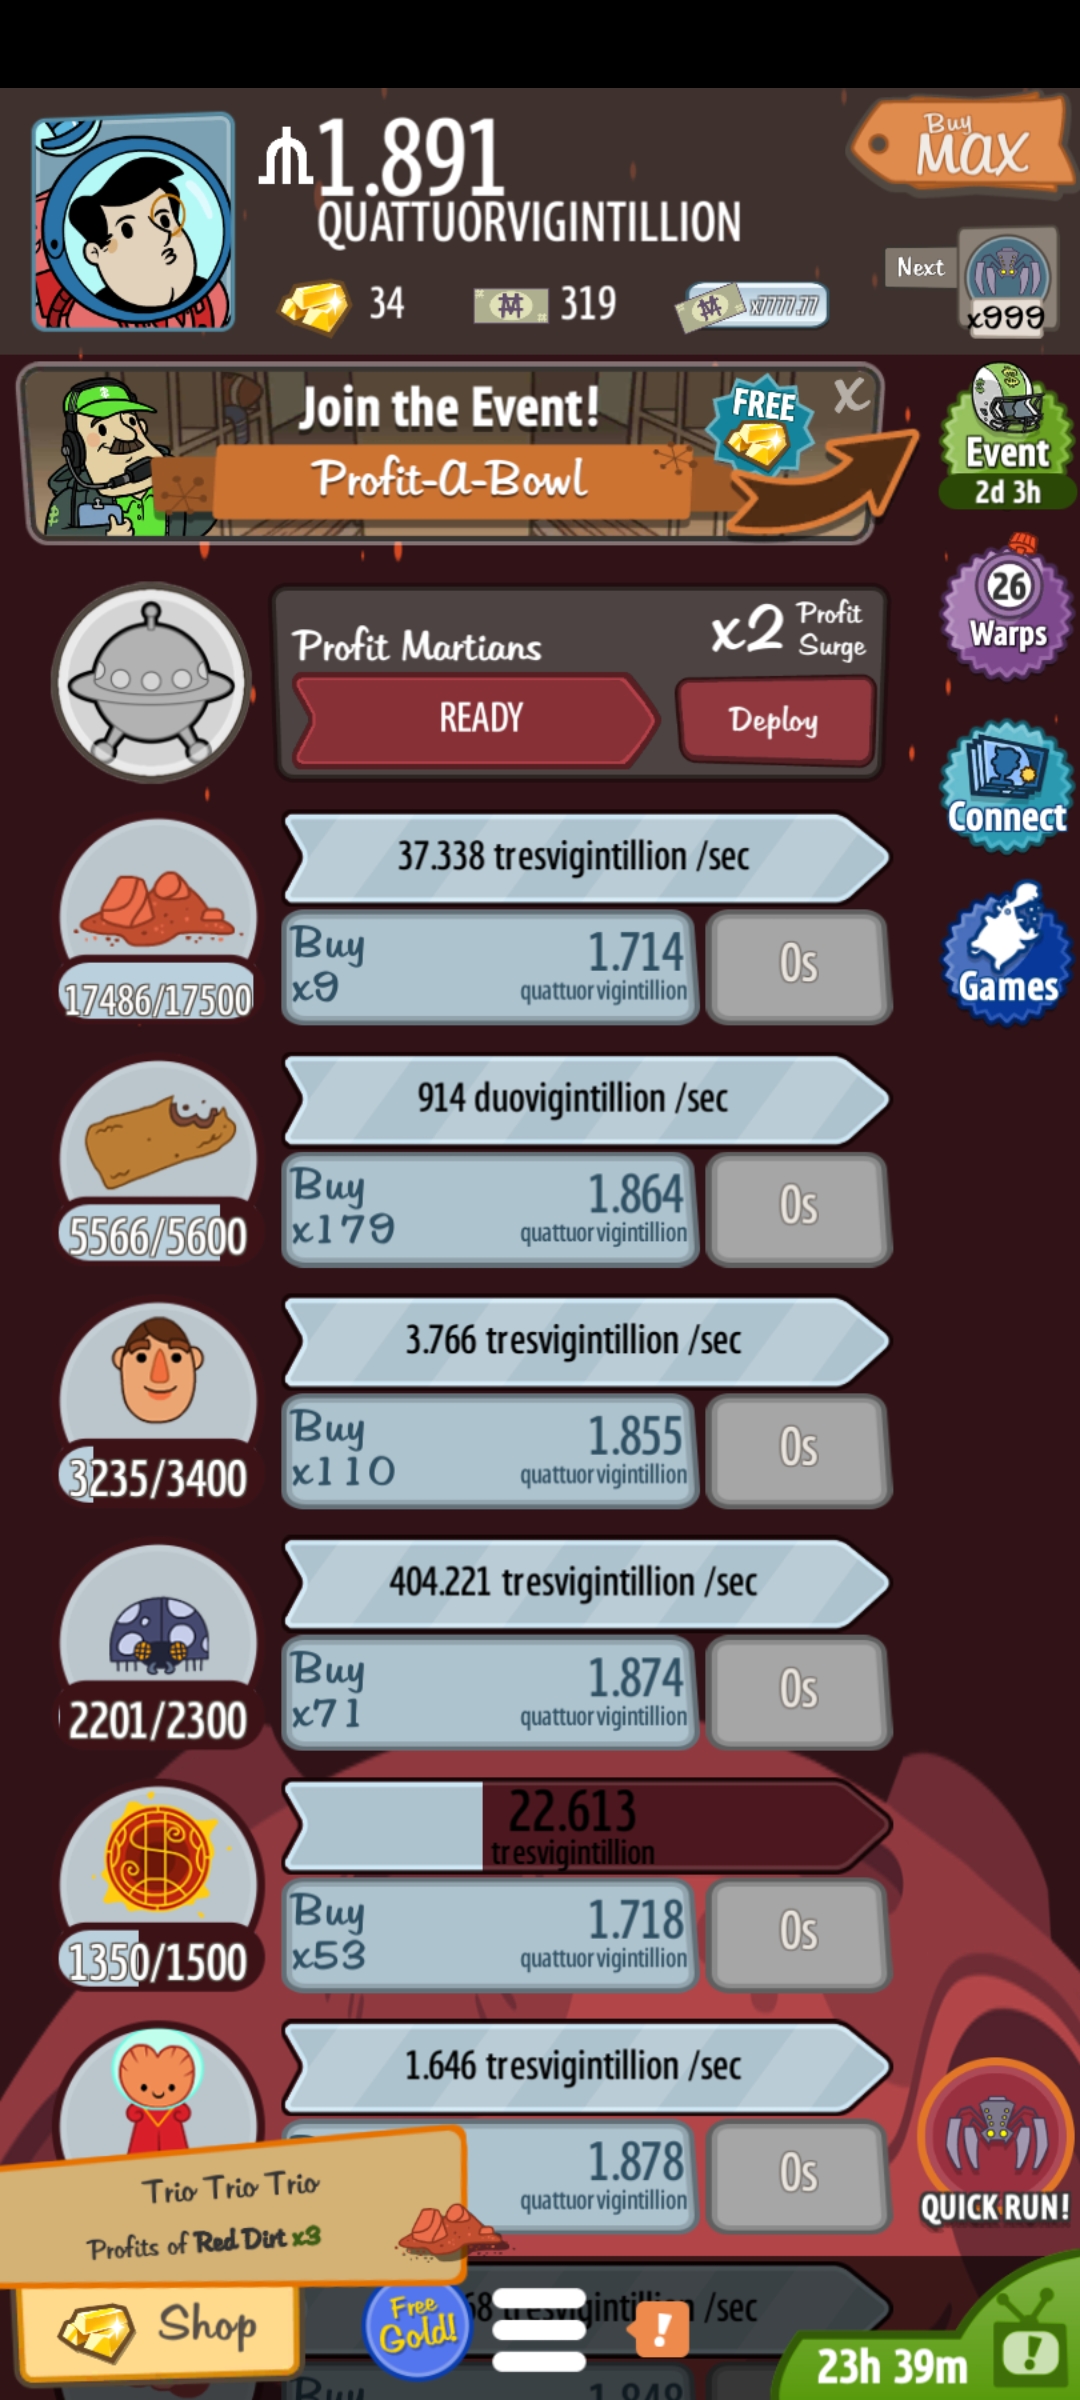 1.891
QUATTUORVIGINTILLION
Buy
MAX
34
319
x7777.77
Next
x999
Join the Event!
FREE
X
Profit-A-Bowl
Event
2d 3h
26
Warps
Profit Martians
x2 Profit
Surge
READY
Deploy
Connect
37.338 tresvigintillion /sec
17486/17500
Buy
x9
1.714
quattuorvigintillion
0s
Games
914 duovigintillion /sec
5566/5600
Buy
x179
1.864
quattuorvigintillion
0s
3.766 tresvigintillion /sec
3235/3400
Buy
x110
1.855
quattuorvigintillion
0s
404.221 tresvigintillion /sec
2201/2300
Buy
x71
1.874
quattuorvigintillion
0s
22.613
tresvigintillion
1350/1500
Buy
x53
1.718
quattuorvigintillion
0s
1.646 tresvigintillion /sec
1.878
quattuorvigintillion
0s
QUICK RUN!
Trio Trio Trio
Profits of Red Dirt x3
Shop
Free
Gold!
!
/sec
23h 39m
!
Buy
1.849